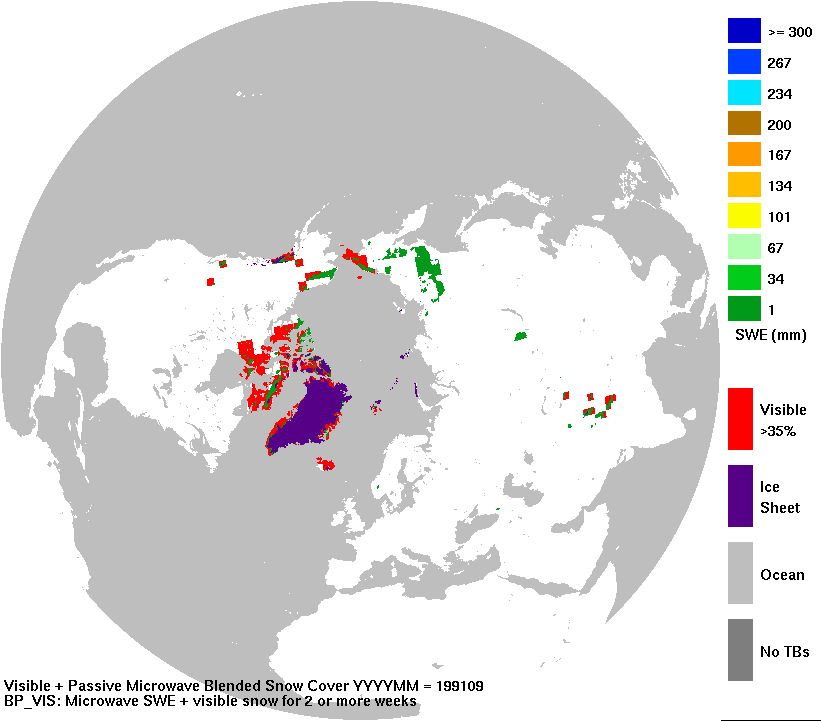 >= 300
267
234
200
167
134
101
67
34
1
SWE (mm)
Visible
>35%
Ice
Sheet
Ocean
No TBs
Visible + Passive Microwave Blended Snow Cover YYYYMM = 199109
BP_VIS: Microwave SWE + visible snow for 2 or more weeks